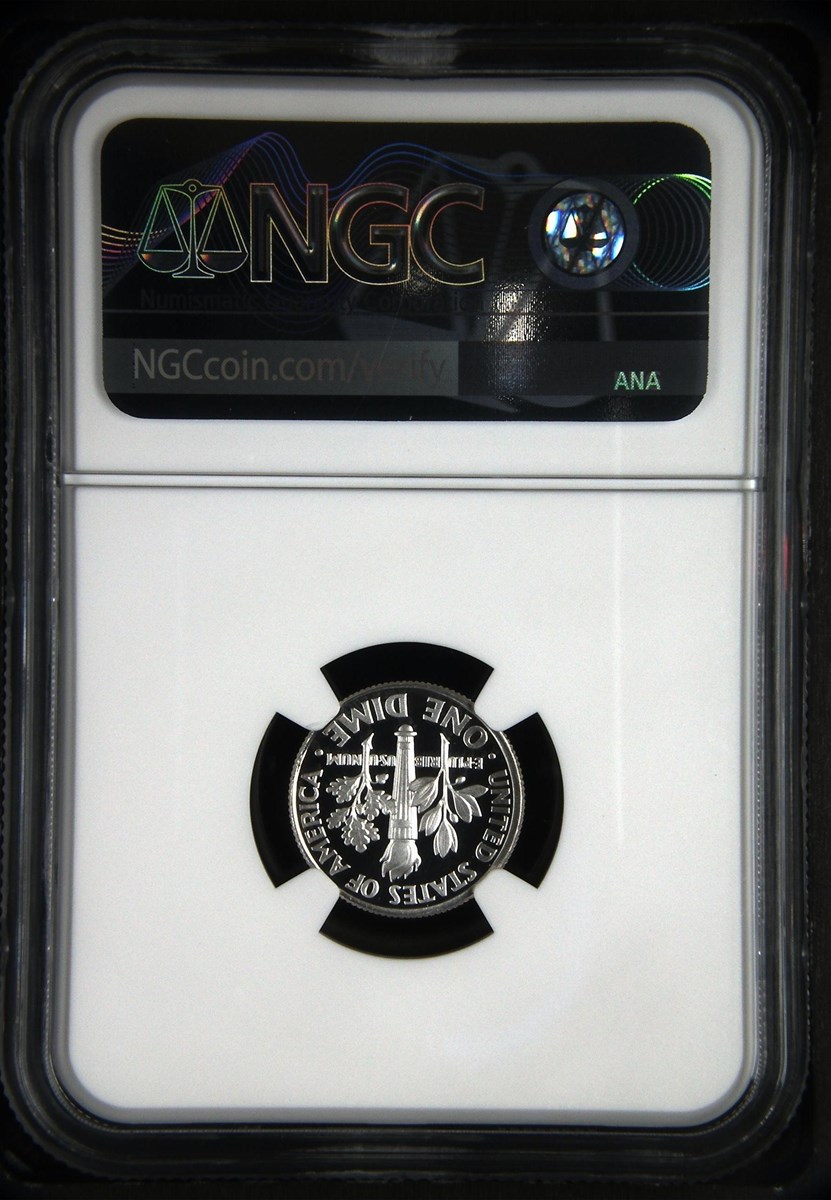 NGC
NGCcoin.com/verify
ANA
ONE DIME
E PLURIBUS UNUM
UNITED STATES OF AMERICA